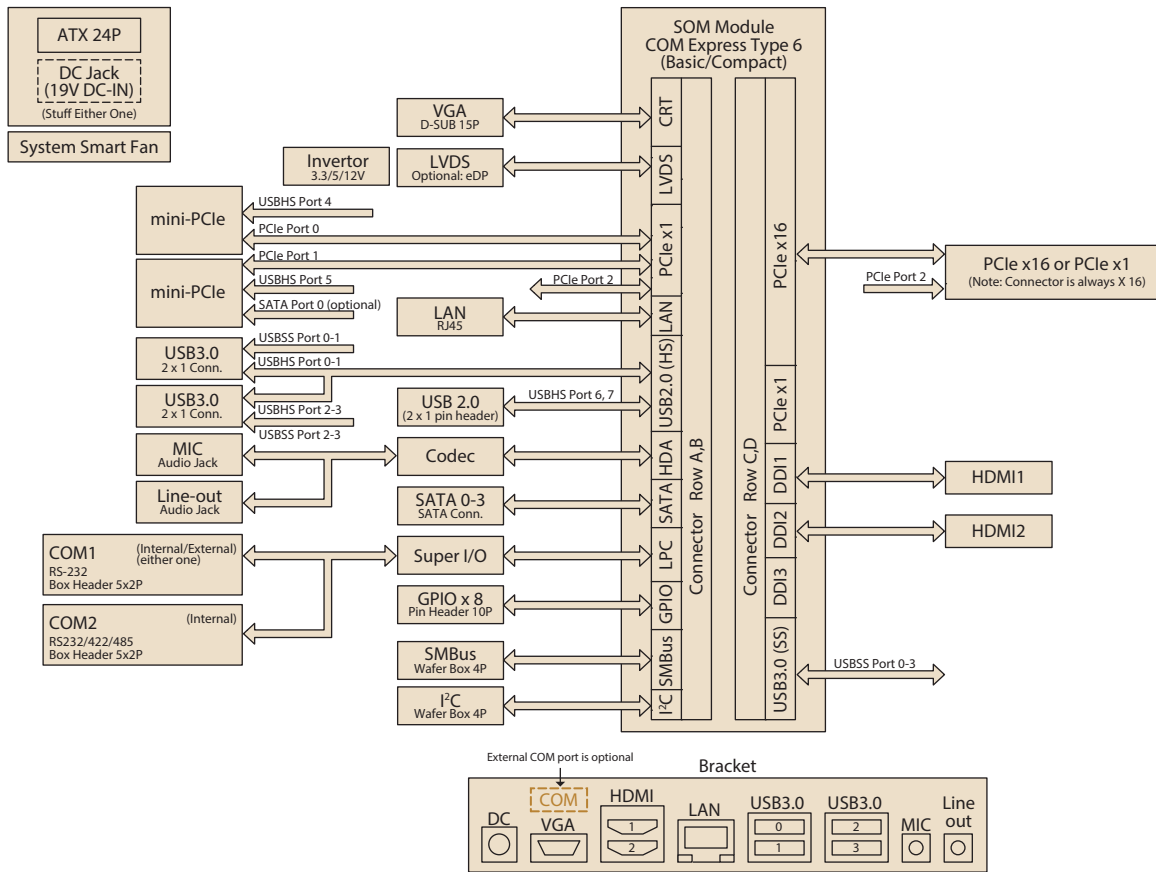 ATX 24P
DC Jack
(19V DC-IN)
(Stuff Either One)
System Smart Fan
SOM Module
COM Express Type 6
(Basic/Compact)
VGA
D-SUB 15P
Invertor
3.3/5/12V
LVDS
Optional: eDP
mini-PCIe
USBHS Port 4
PCIe Port 0
mini-PCIe
PCIe Port 1
USBHS Port 5
SATA Port 0 (optional)
PCIe Port 2
LAN
RJ45
USB3.0
2 x 1 Conn.
USBSS Port 0-1
USBHS Port 0-1
USB3.0
2 x 1 Conn.
USBHS Port 2-3
USBSS Port 2-3
USB 2.0
(2 x 1 pin header)
USBHS Port 6, 7
MIC
Audio Jack
Codec
Line-out
Audio Jack
SATA 0-3
SATA Conn.
COM1
(Internal/External)
(either one)
RS-232
Box Header 5x2P
Super I/O
COM2
(Internal)
RS232/422/485
Box Header 5x2P
GPIO x 8
Pin Header 10P
SMBus
Wafer Box 4P
I²C
Wafer Box 4P
CRT
LVDS
PCIe x1
LAN
USB2.0 (HS)
HDA
SATA
LPC
GPIO
SMBus
I²C
Connector Row A,B
Connector Row C,D
PCIe x16
PCIe x1
DDI1
DDI2
DDI3
USB3.0 (SS)
PCIe x16 or PCIe x1
(Note: Connector is always X 16)
PCIe Port 2
HDMI1
HDMI2
USBSS Port 0-3
External COM port is optional
Bracket
COM
DC
VGA
HDMI
1
2
LAN
USB3.0
0
1
USB3.0
2
3
MIC
Line
out